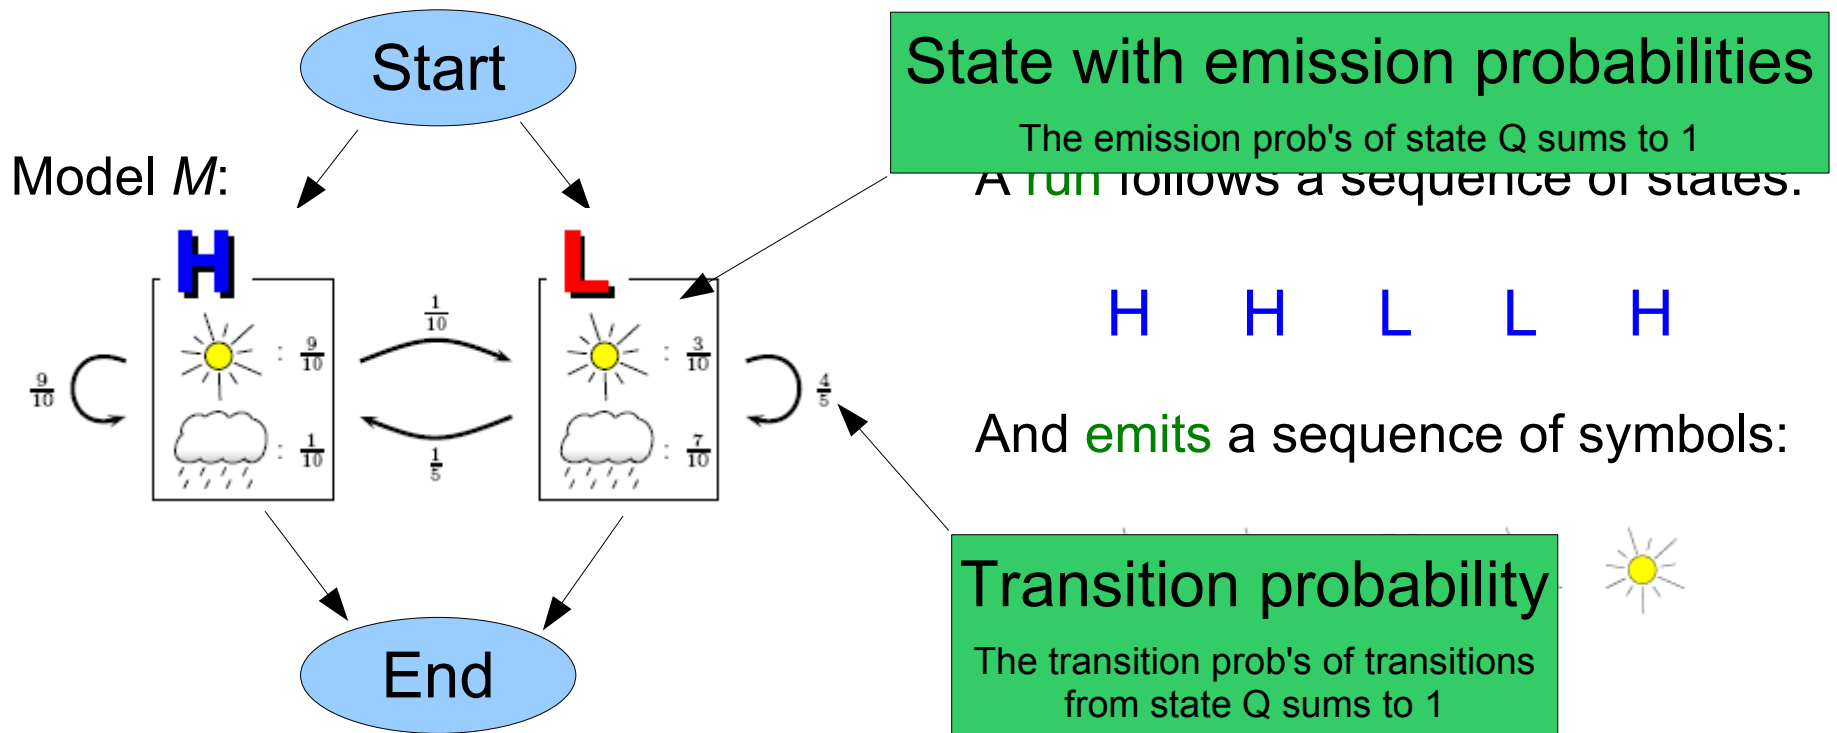 Start
State with emission probabilities
The emission prob's of state Q sums to 1
Model M:
A run follows a sequence of states:
H
L
H H L L H
1/10
: 9/10
: 3/10
9/10
4/5
: 1/10
: 7/10
1/5
And emits a sequence of symbols:
Transition probability
The transition prob's of transitions
from state Q sums to 1
End